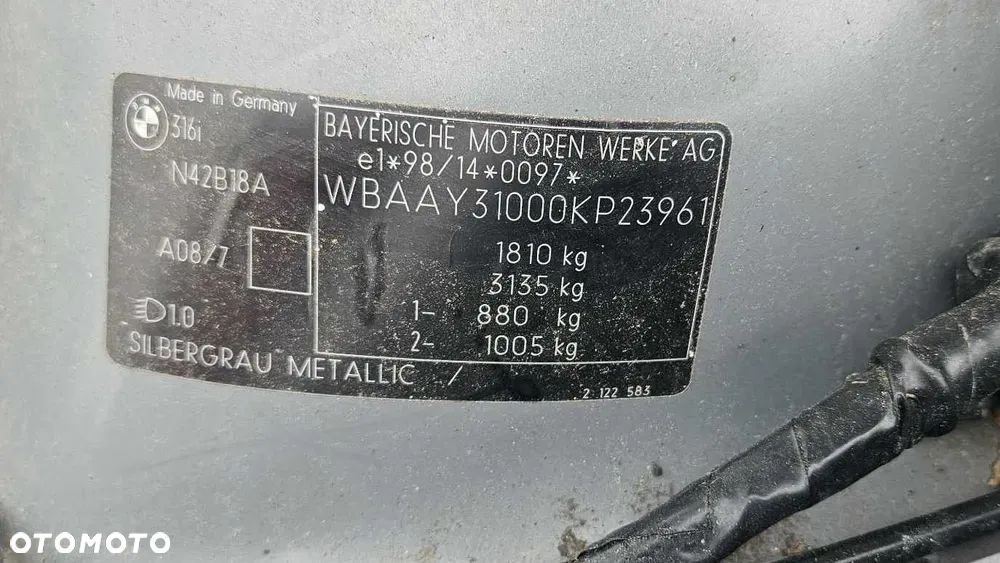 Made in Germany
316i
N42B18A
A08/7
1.0
SILBERGRAU METALLIC /
BAYERISCHE MOTOREN WERKE AG
e1*98/14*0097*
WBAAY31000KP23961
1810 kg
3135 kg
1- 880 kg
2- 1005 kg
2 122 583
OTOMOTO